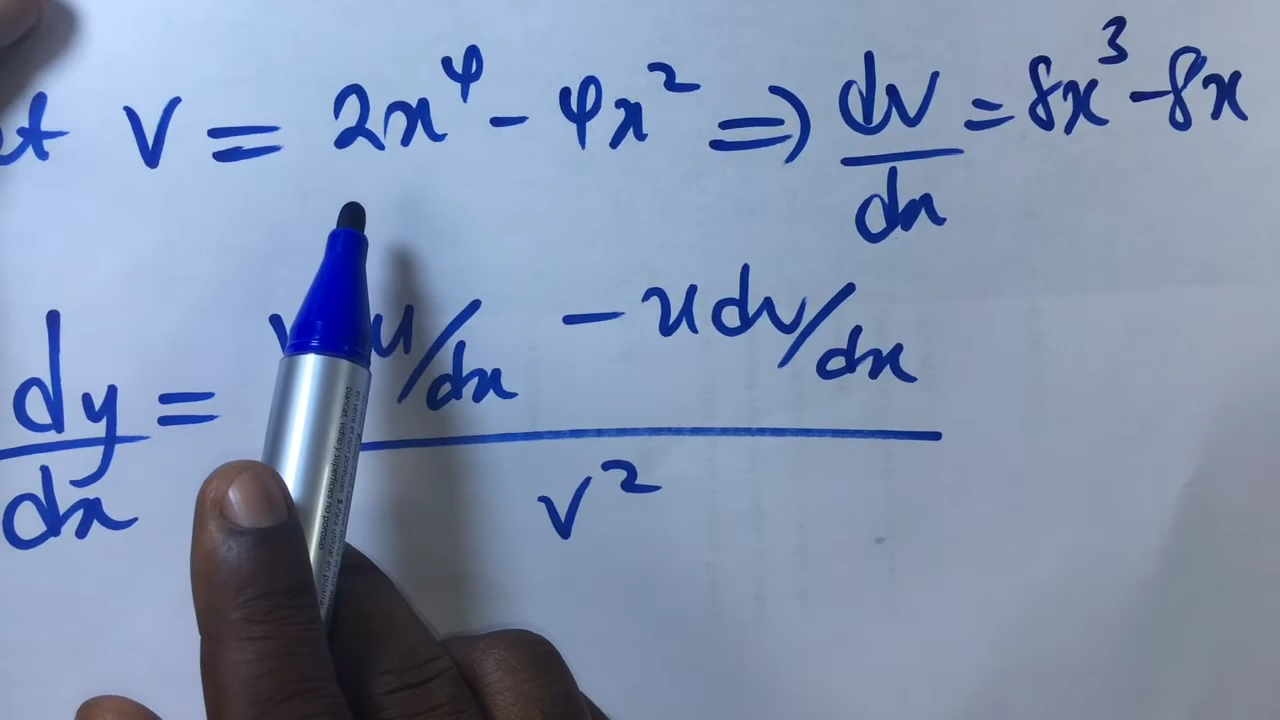 v = 2x⁴ - 4x² => dv/dx = 8x³ - 8x
dy/dx = u/dx - u dv/dx / v²